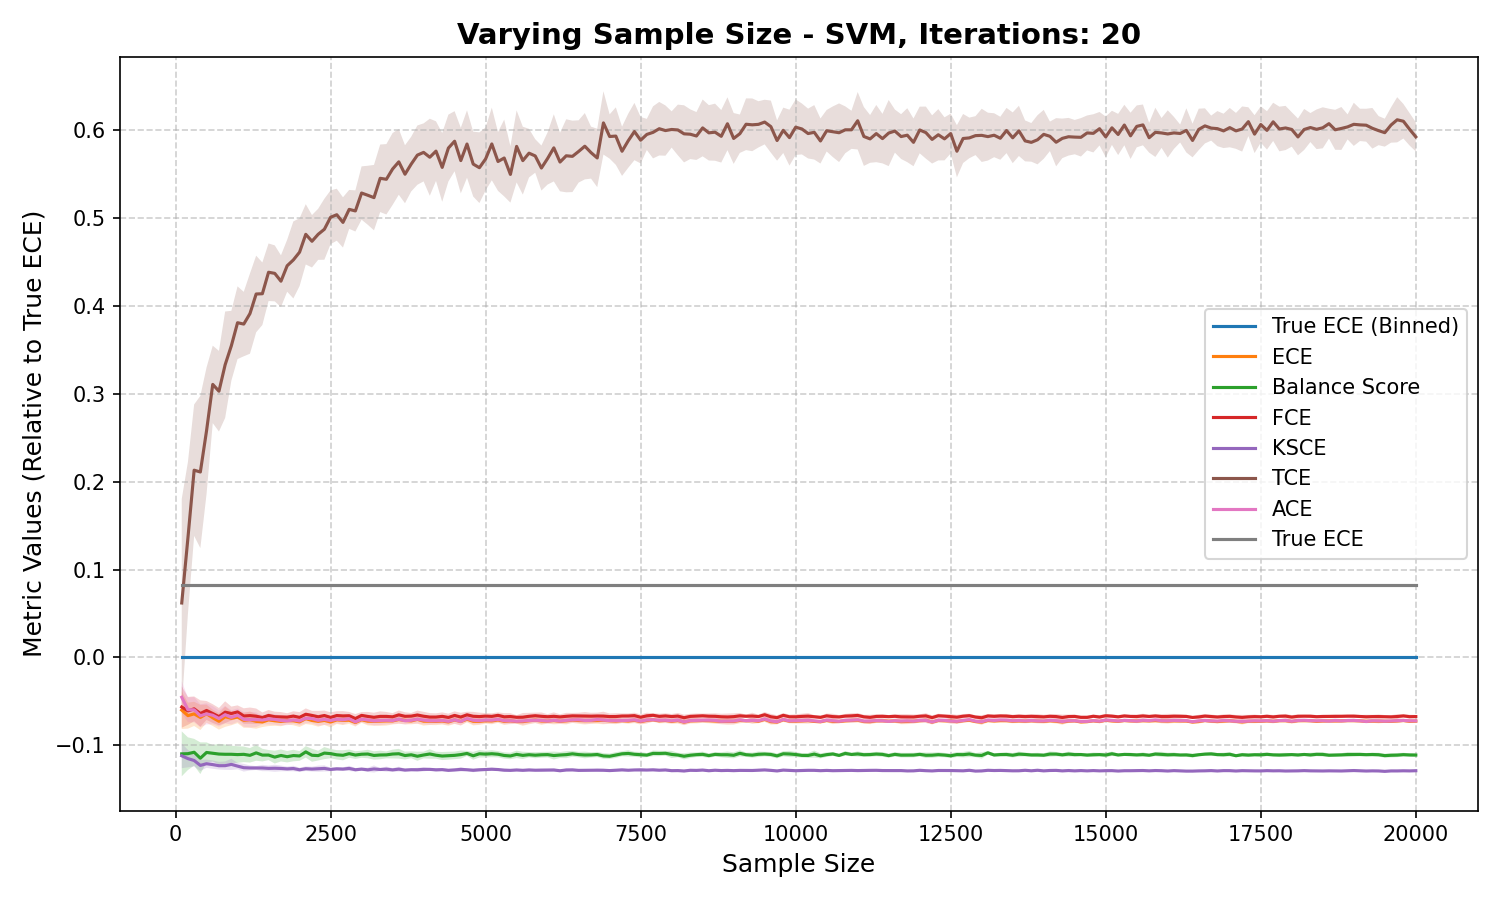 Varying Sample Size - SVM, Iterations: 20
Metric Values (Relative to True ECE)
0.6
0.5
0.4
0.3
0.2
0.1
0.0
−0.1
True ECE (Binned)
ECE
Balance Score
FCE
KSCE
TCE
ACE
True ECE
0 2500 5000 7500 10000 12500 15000 17500 20000
Sample Size